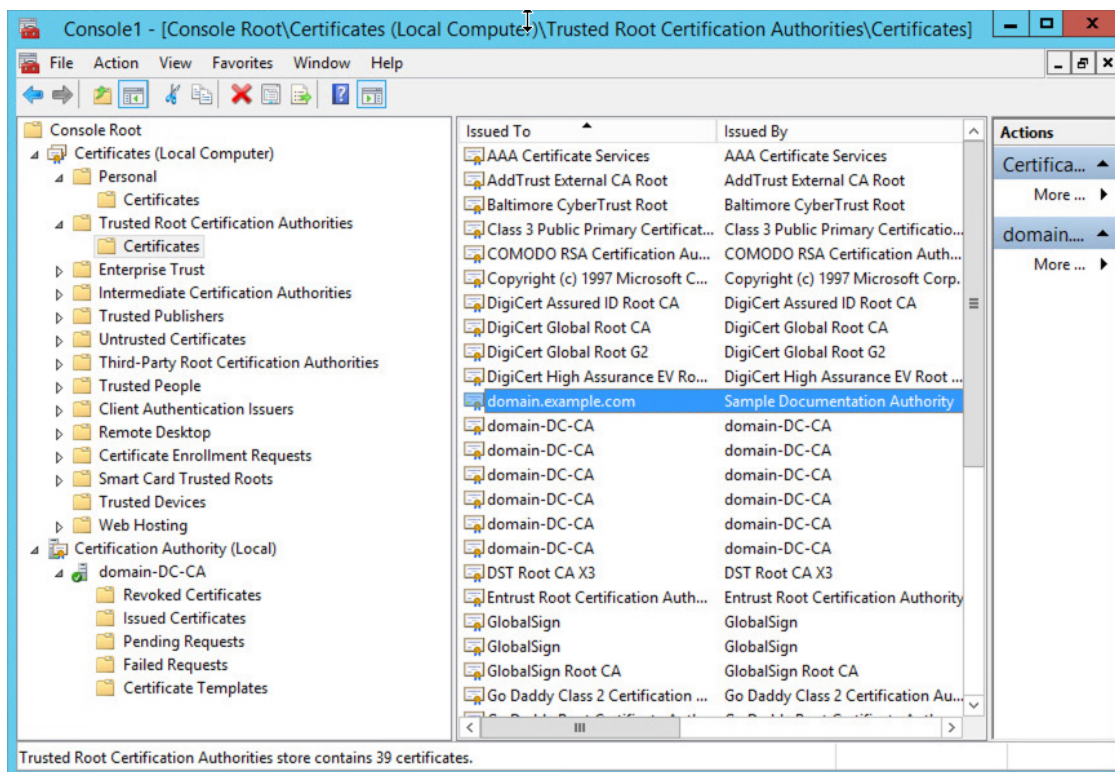 Console1 - [Console Root\Certificates (Local Computer)\Trusted Root Certification Authorities\Certificates]
File Action View Favorites Window Help
Console Root
Certificates (Local Computer)
Personal
Certificates
Trusted Root Certification Authorities
Certificates
Enterprise Trust
Intermediate Certification Authorities
Trusted Publishers
Untrusted Certificates
Third-Party Root Certification Authorities
Trusted People
Client Authentication Issuers
Remote Desktop
Certificate Enrollment Requests
Smart Card Trusted Roots
Trusted Devices
Web Hosting
Certification Authority (Local)
domain-DC-CA
Revoked Certificates
Issued Certificates
Pending Requests
Failed Requests
Certificate Templates
Issued To Issued By
AAA Certificate Services AAA Certificate Services
AddTrust External CA Root AddTrust External CA Root
Baltimore CyberTrust Root Baltimore CyberTrust Root
Class 3 Public Primary Certificat... Class 3 Public Primary Certificatio...
COMODO RSA Certification Au... COMODO RSA Certification Auth...
Copyright (c) 1997 Microsoft C... Copyright (c) 1997 Microsoft Corp.
DigiCert Assured ID Root CA DigiCert Assured ID Root CA
DigiCert Global Root CA DigiCert Global Root CA
DigiCert Global Root G2 DigiCert Global Root G2
DigiCert High Assurance EV Ro... DigiCert High Assurance EV Root ...
domain.example.com Sample Documentation Authority
domain-DC-CA domain-DC-CA
domain-DC-CA domain-DC-CA
domain-DC-CA domain-DC-CA
domain-DC-CA domain-DC-CA
domain-DC-CA domain-DC-CA
domain-DC-CA domain-DC-CA
DST Root CA X3 DST Root CA X3
Entrust Root Certification Auth... Entrust Root Certification Authority
GlobalSign GlobalSign
GlobalSign GlobalSign
GlobalSign Root CA GlobalSign Root CA
Go Daddy Class 2 Certification ... Go Daddy Class 2 Certification Au...
Actions
Certifica...
More ...
domain....
More ...
Trusted Root Certification Authorities store contains 39 certificates.